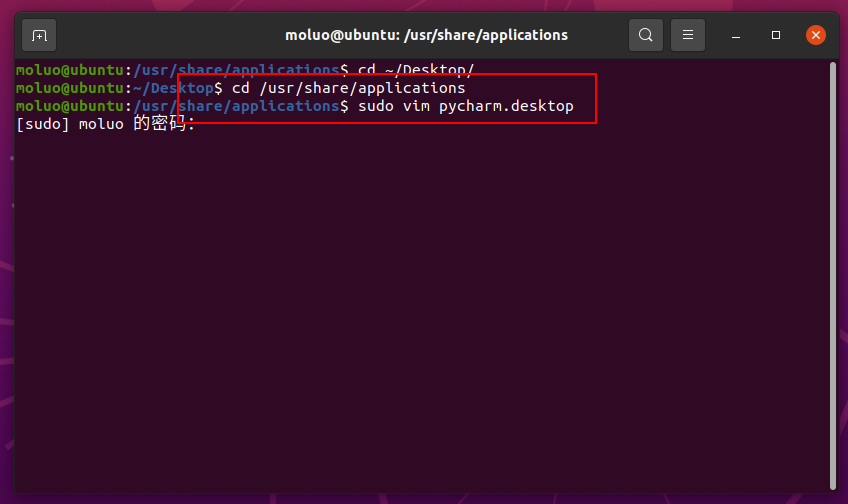 moluo@ubuntu: /usr/share/applications
moluo@ubuntu:/usr/share/applications$ cd ~/Desktop/
moluo@ubuntu:~/Desktop$ cd /usr/share/applications
moluo@ubuntu:/usr/share/applications$ sudo vim pycharm.desktop
[sudo] moluo 的密码：